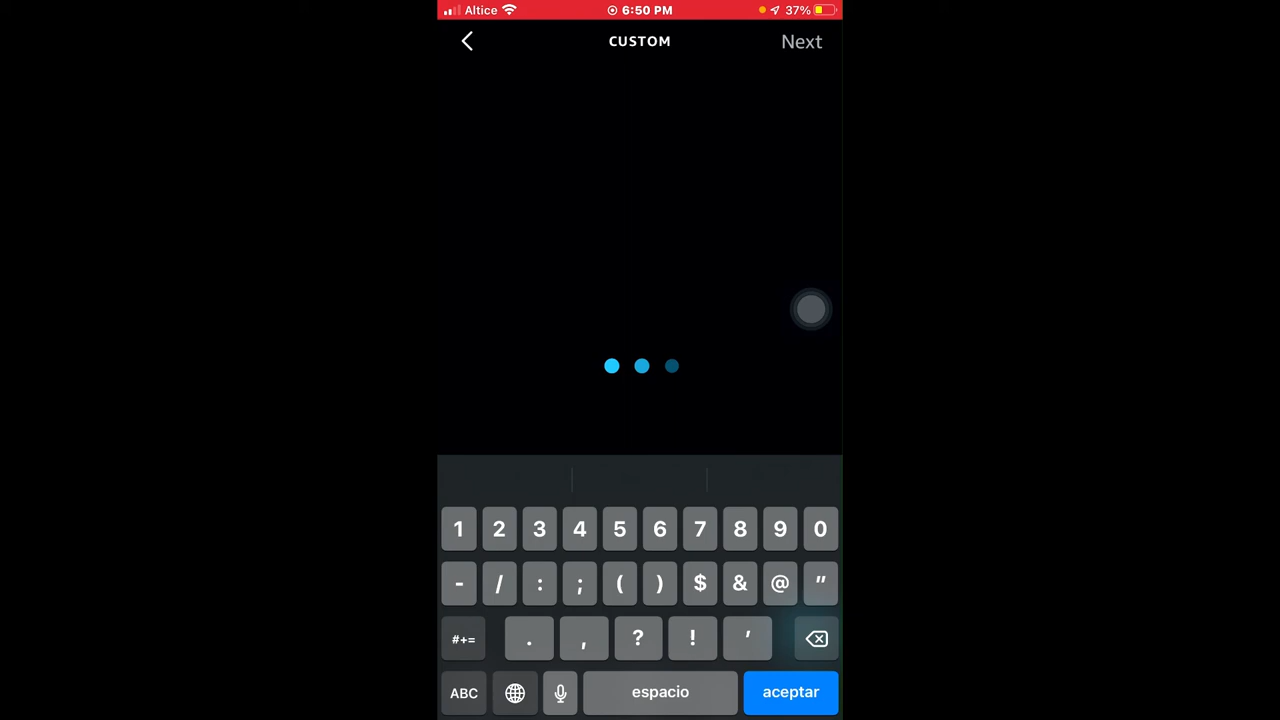 Altice 6:50 PM 37%
CUSTOM Next
1 2 3 4 5 6 7 8 9 0
- / : ; ( ) $ & @ "
#+= . , ? ! '
ABC espacio aceptar